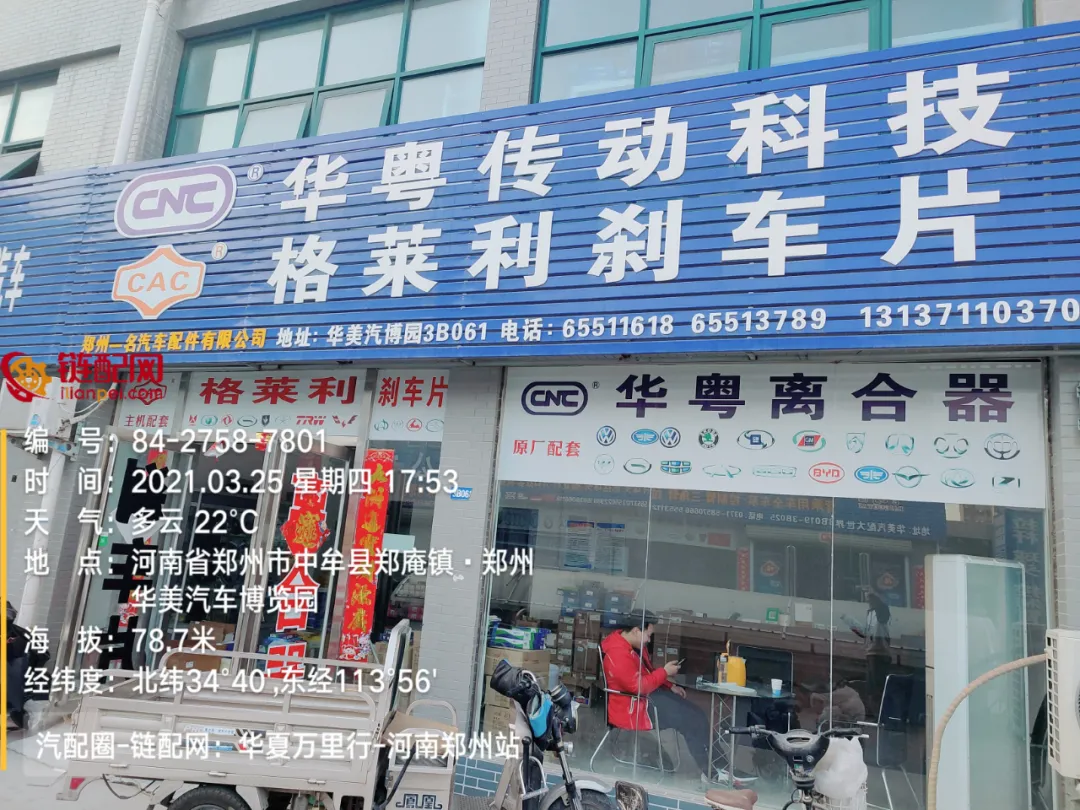 CNC ® 华粤传动科技
CAC ® 格莱利刹车片
郑州一名汽车配件有限公司 地址：华美汽博园3B061 电话：65511618 65513789 13137110370
汽车
链配网
lianpei.com
格莱利 刹车片
主机配套
TRW
CNC ® 华粤离合器
原厂配套
BYD
编 号：84-2758-7801
时 间：2021.03.25 星期四 17:53
天 气：多云 22℃
地 点：河南省郑州市中牟县郑庵镇·郑州
华美汽车博览园
海 拔：78.7米
经纬度：北纬34°40′,东经113°56′
汽配圈-链配网：华夏万里行-河南郑州站
凤凰